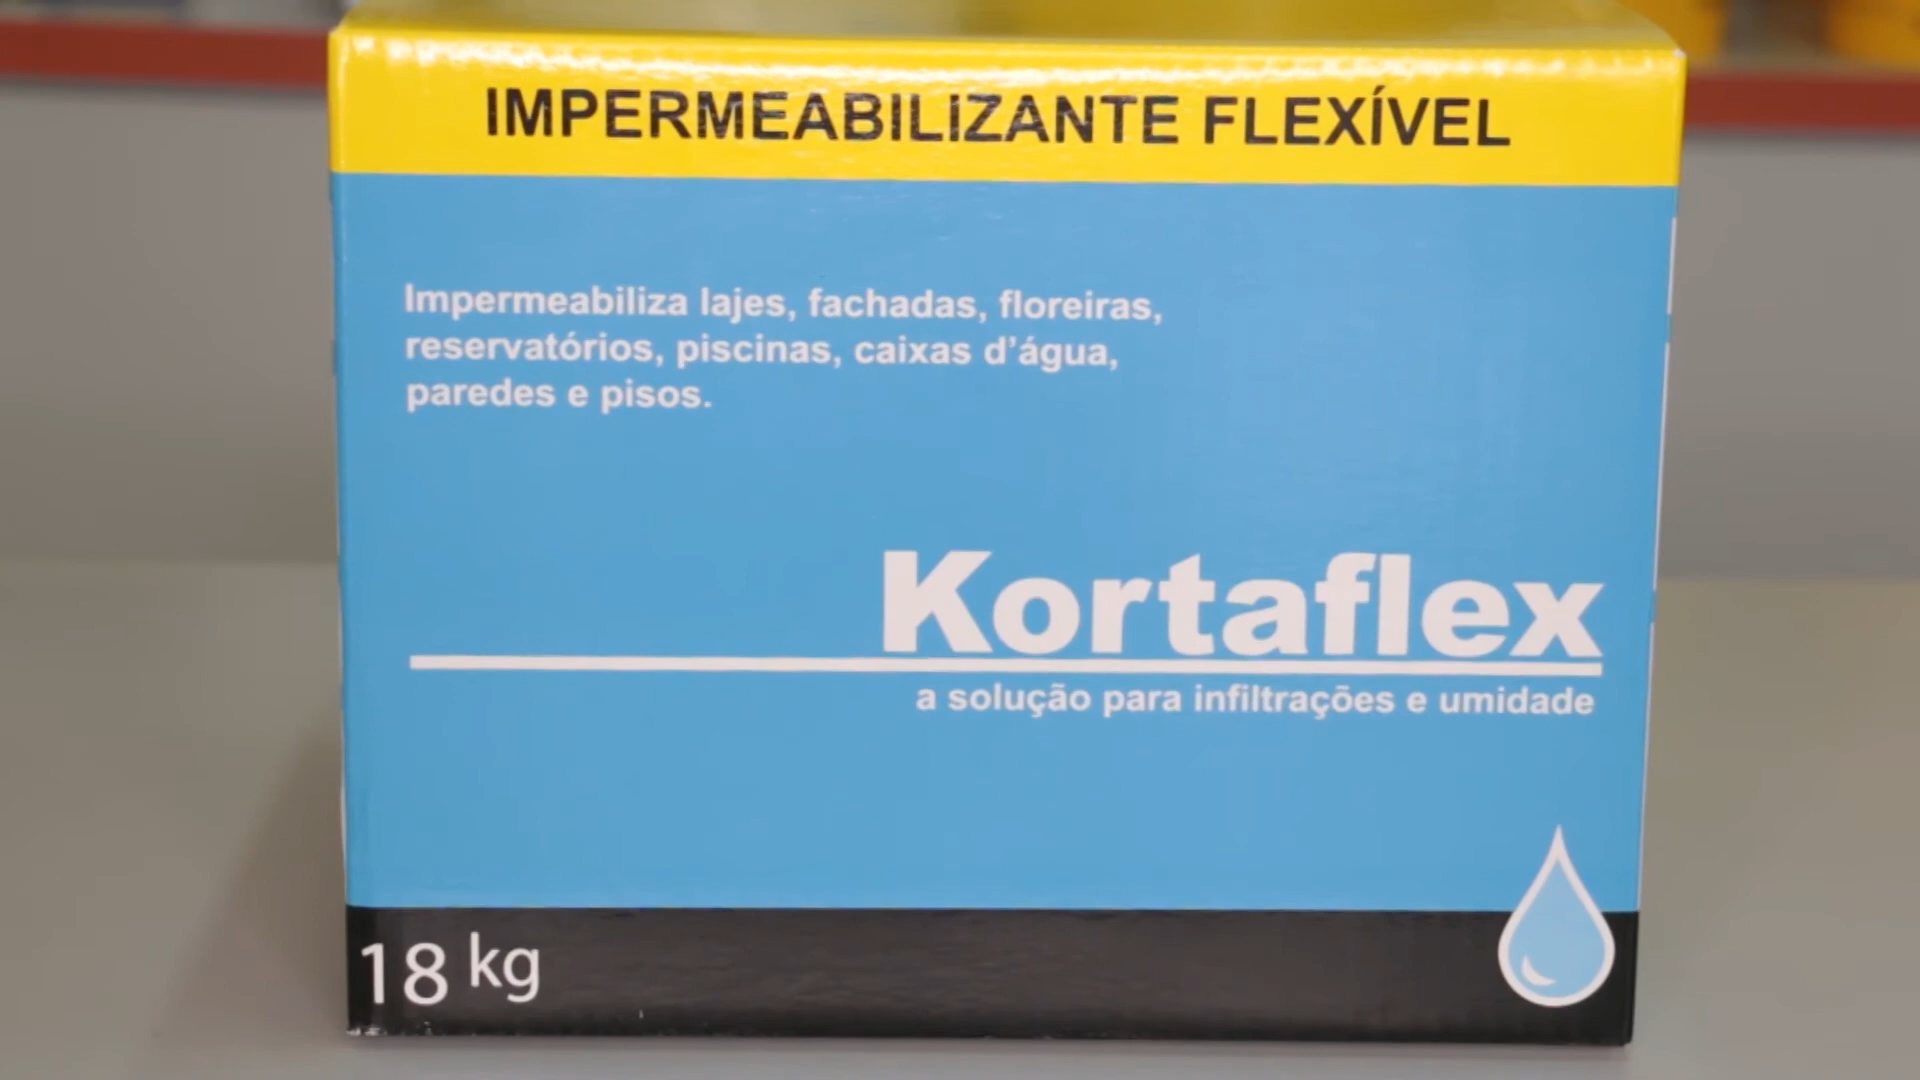 IMPERMEABILIZANTE FLEXÍVEL
Impermeabiliza lajes, fachadas, floreiras,
reservatórios, piscinas, caixas d'água,
paredes e pisos.
Kortaflex
a solução para infiltrações e umidade
18 kg